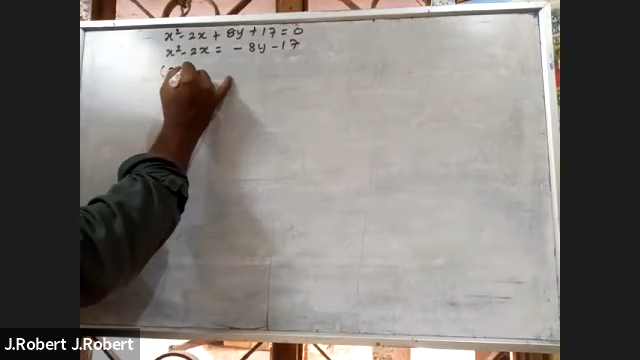 x² - 2x + 8y + 17 = 0
x² - 2x = - 8y - 17
J.Robert J.Robert